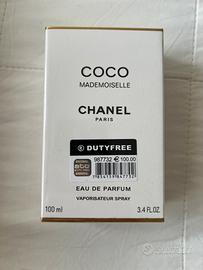 COCO
MADEMOISELLE
CHANEL
PARIS
DUTYFREE
987732 €100.00
EAU DE PARFUM
VAPORISATEUR SPRAY
100 ml 3.4 FL.OZ.